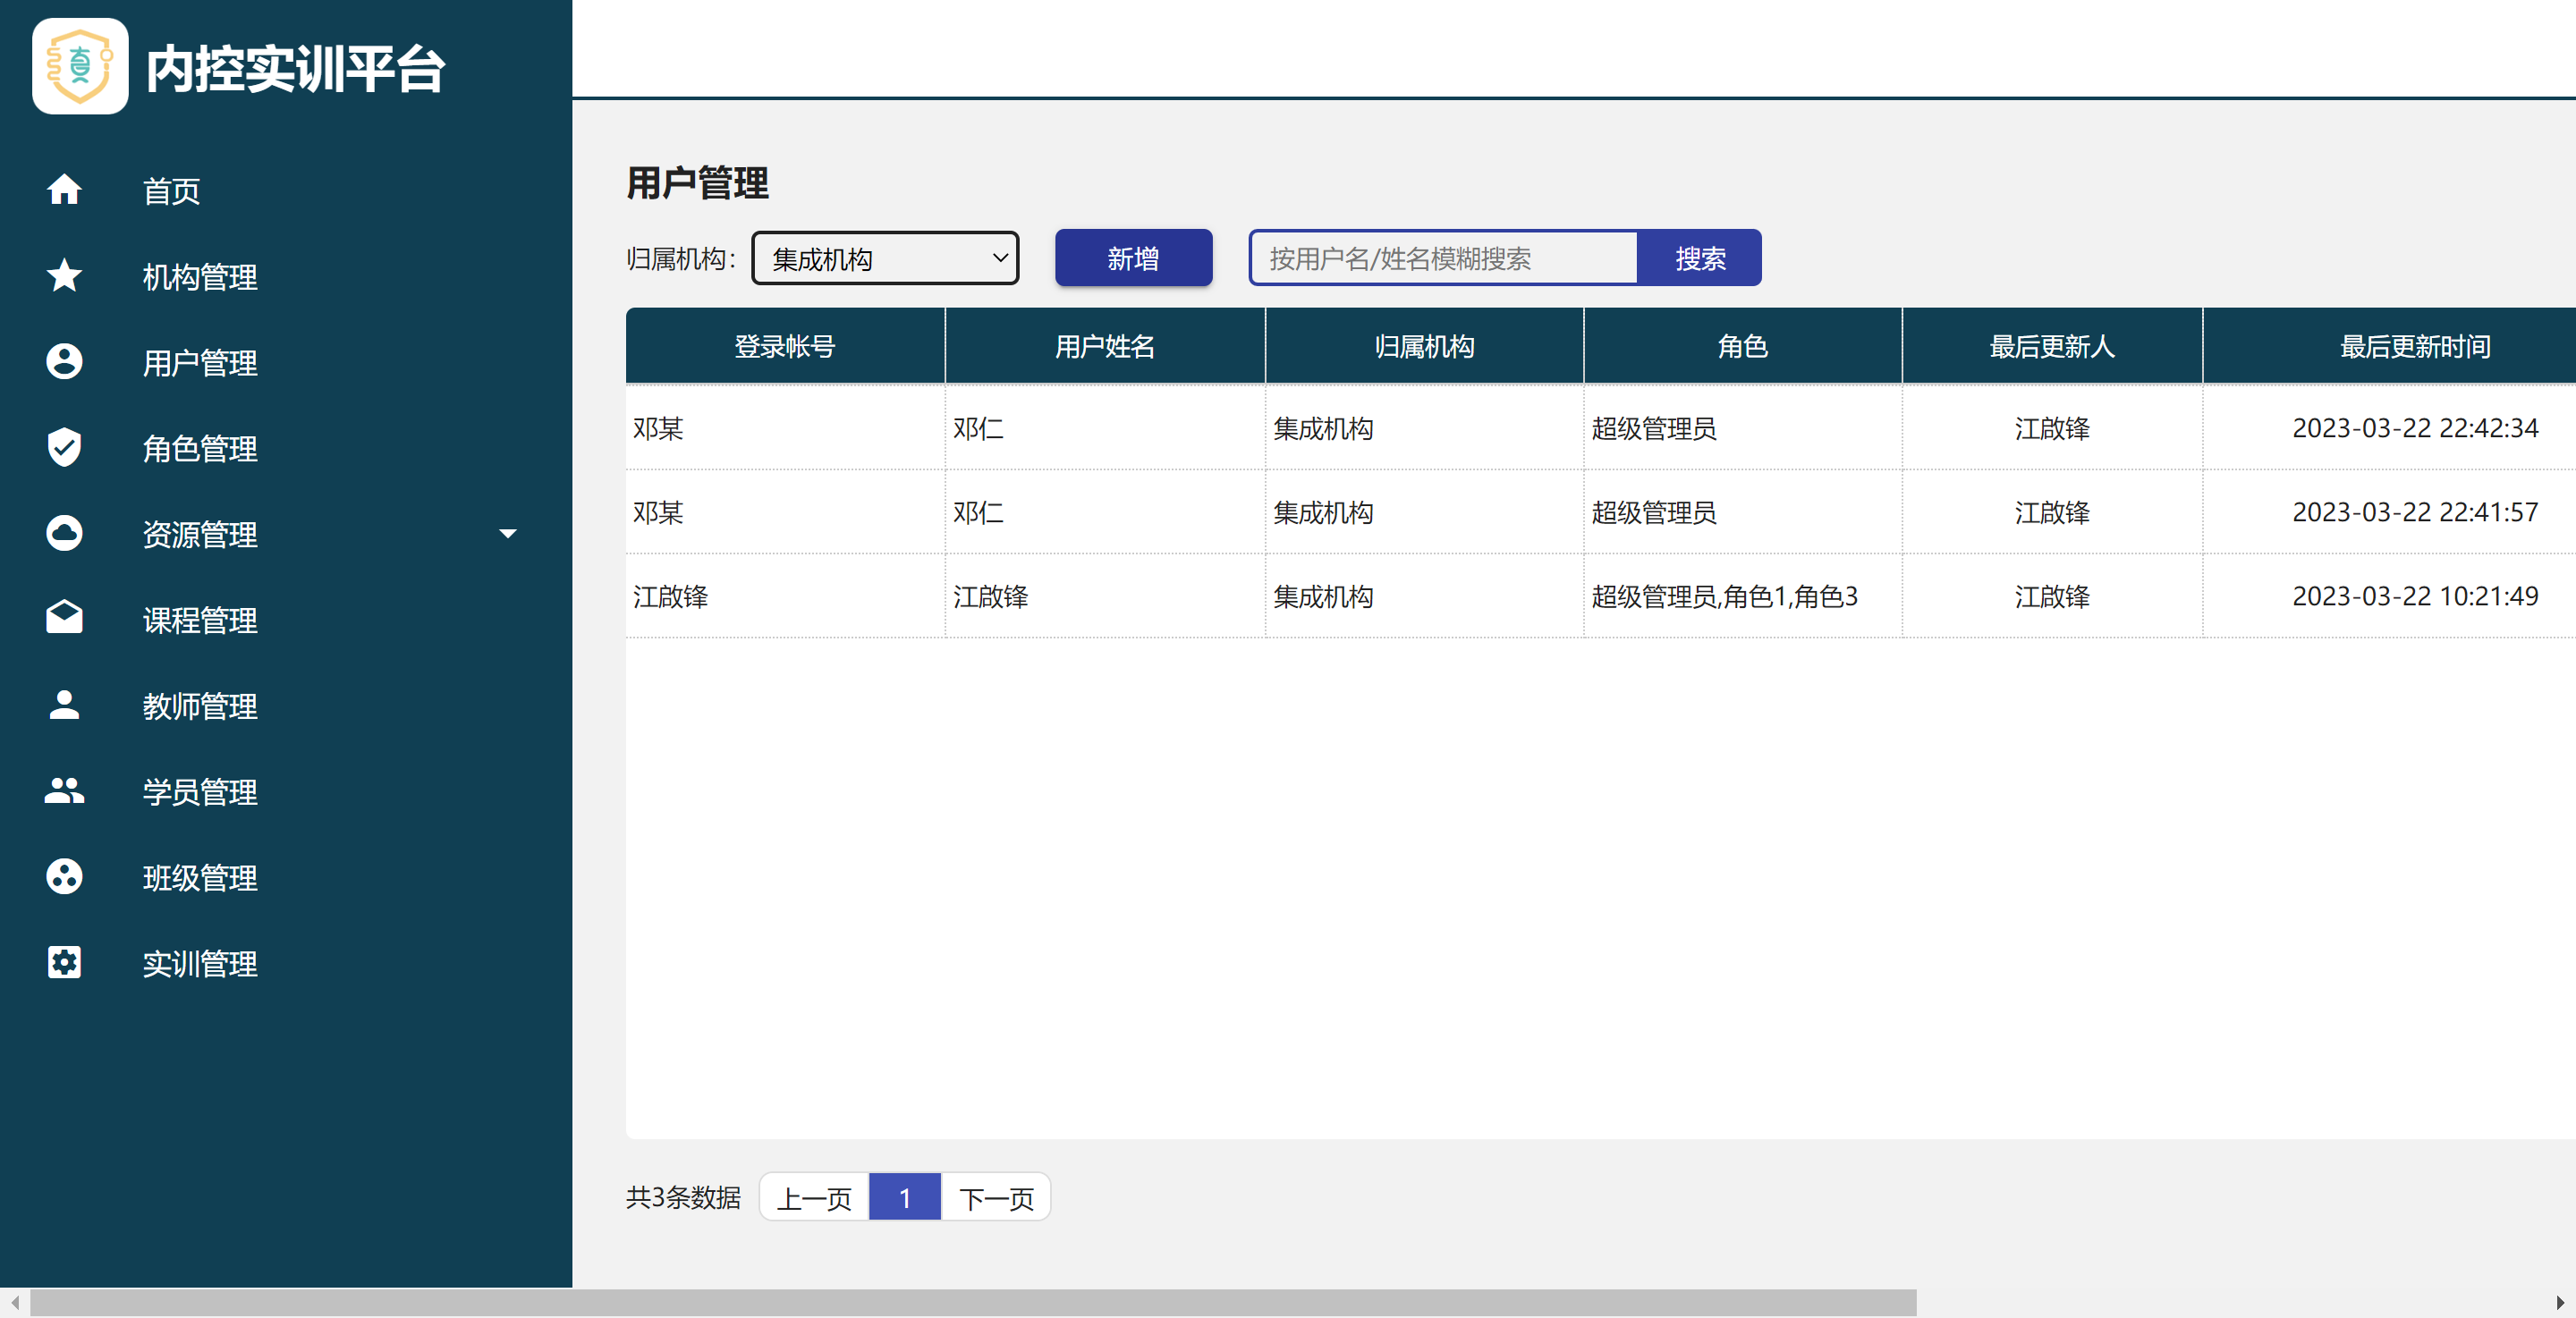 内控实训平台
首页
机构管理
用户管理
角色管理
资源管理
课程管理
教师管理
学员管理
班级管理
实训管理
用户管理
归属机构： 集成机构 新增 按用户名/姓名模糊搜索 搜索
登录帐号 用户姓名 归属机构 角色 最后更新人 最后更新时间
邓某 邓仁 集成机构 超级管理员 江啟锋 2023-03-22 22:42:34
邓某 邓仁 集成机构 超级管理员 江啟锋 2023-03-22 22:41:57
江啟锋 江啟锋 集成机构 超级管理员,角色1,角色3 江啟锋 2023-03-22 10:21:49
共3条数据 上一页 1 下一页